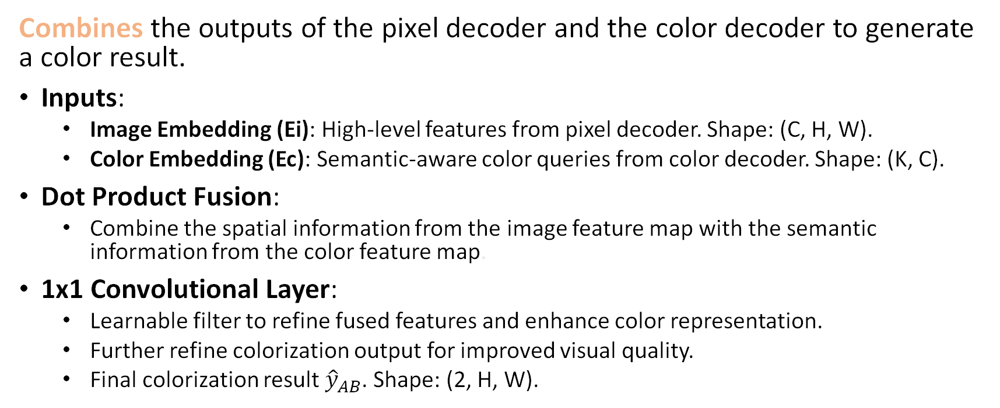 Combines the outputs of the pixel decoder and the color decoder to generate
a color result.
• Inputs:
• Image Embedding (Ei): High-level features from pixel decoder. Shape: (C, H, W).
• Color Embedding (Ec): Semantic-aware color queries from color decoder. Shape: (K, C).
• Dot Product Fusion:
• Combine the spatial information from the image feature map with the semantic
information from the color feature map.
• 1x1 Convolutional Layer:
• Learnable filter to refine fused features and enhance color representation.
• Further refine colorization output for improved visual quality.
• Final colorization result ŷ_AB. Shape: (2, H, W).